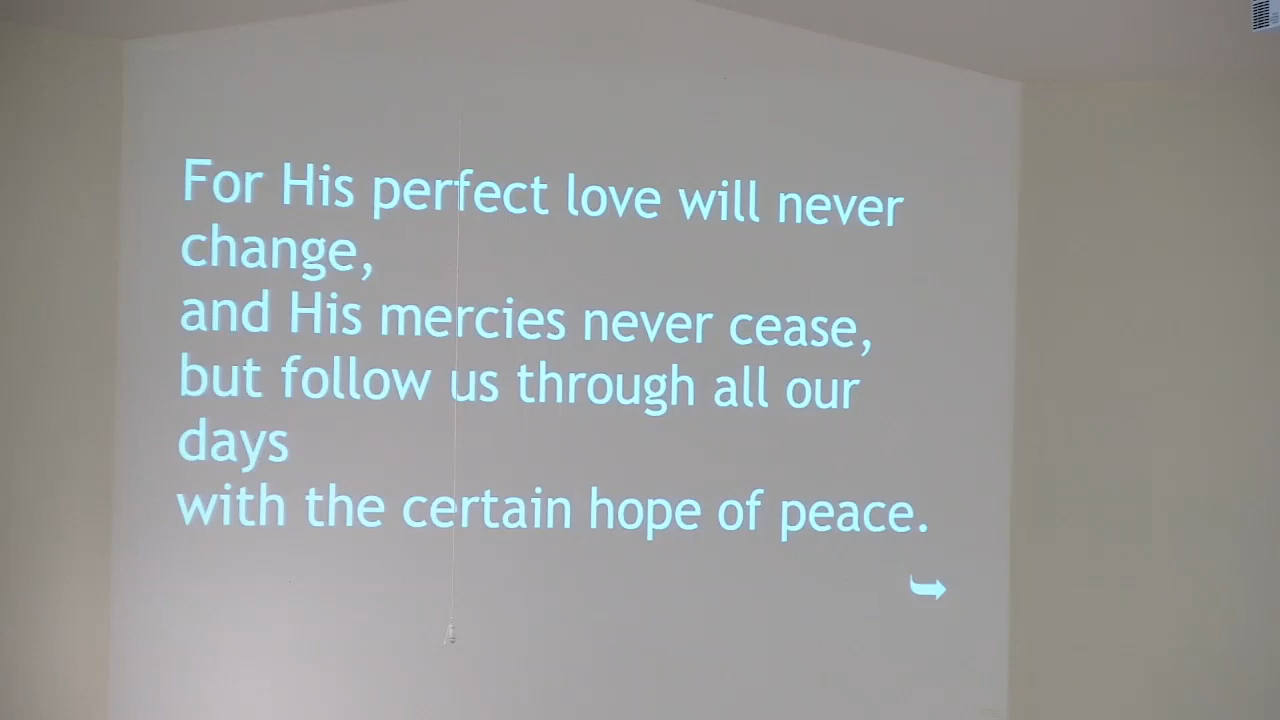 For His perfect love will never
change,
and His mercies never cease,
but follow us through all our
days
with the certain hope of peace.